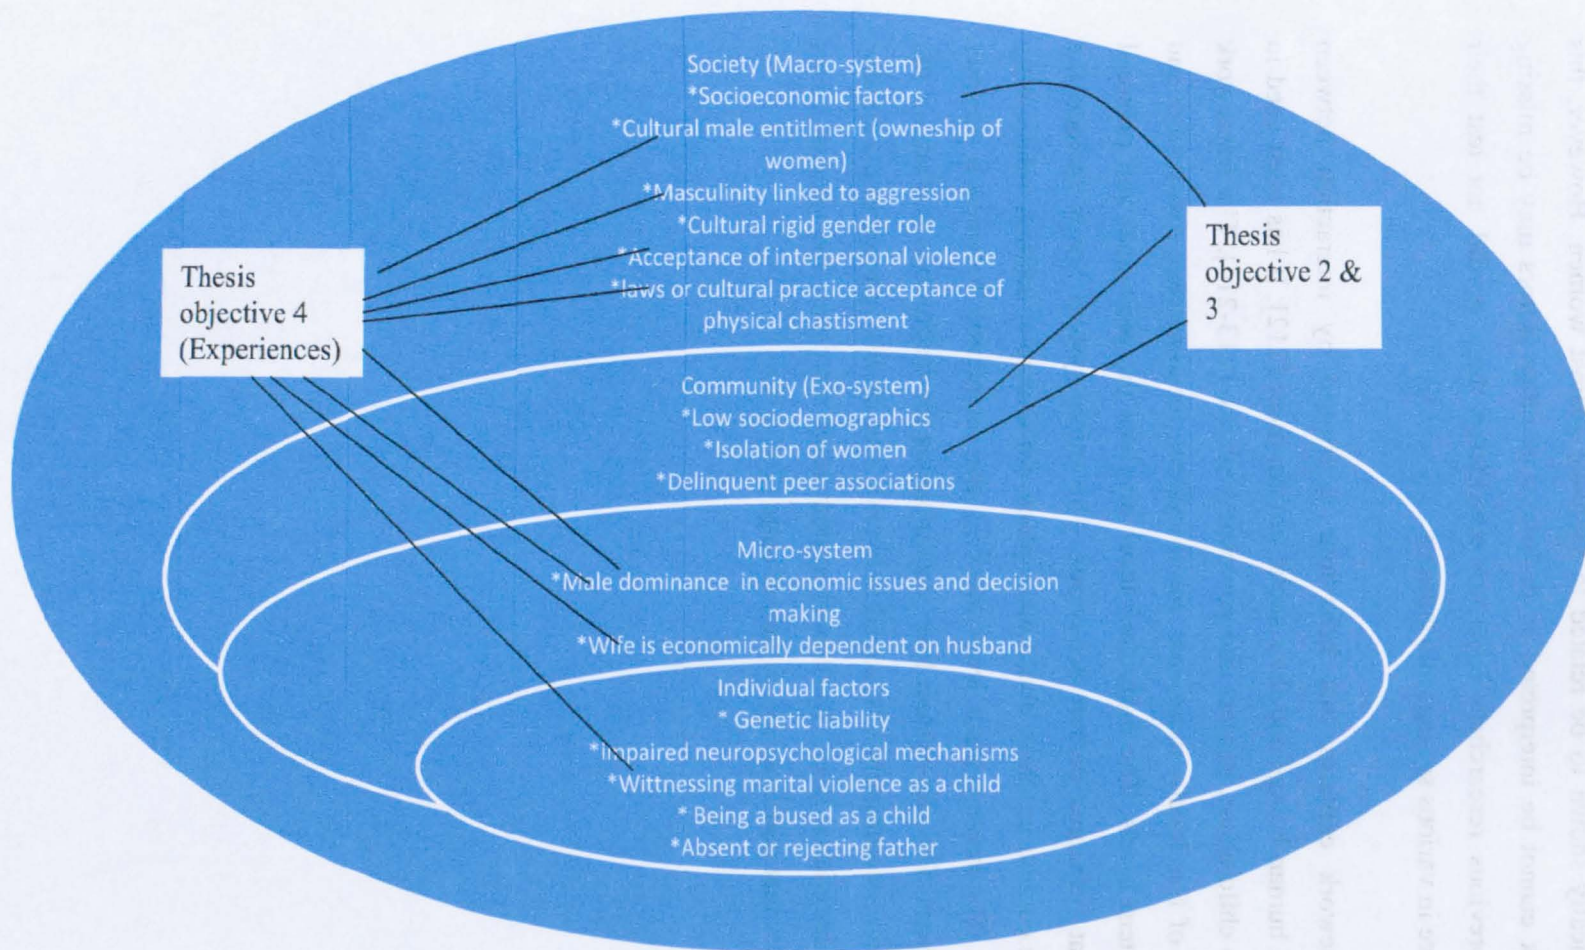 Society (Macro-system)
*Socioeconomic factors
*Cultural male entitlment (owneship of
women)
*Masculinity linked to aggression
*Cultural rigid gender role
*Acceptance of interpersonal violence
*laws or cultural practice acceptance of
physical chastisment
Thesis
objective 4
(Experiences)
Thesis
objective 2 &
3
Community (Exo-system)
*Low sociodemographics
*Isolation of women
*Delinquent peer associations
Micro-system
*Male dominance in economic issues and decision
making
*Wife is economically dependent on husband
Individual factors
* Genetic liability
*Impaired neuropsychological mechanisms
*Wittnessing marital violence as a child
* Being a bused as a child
*Absent or rejecting father